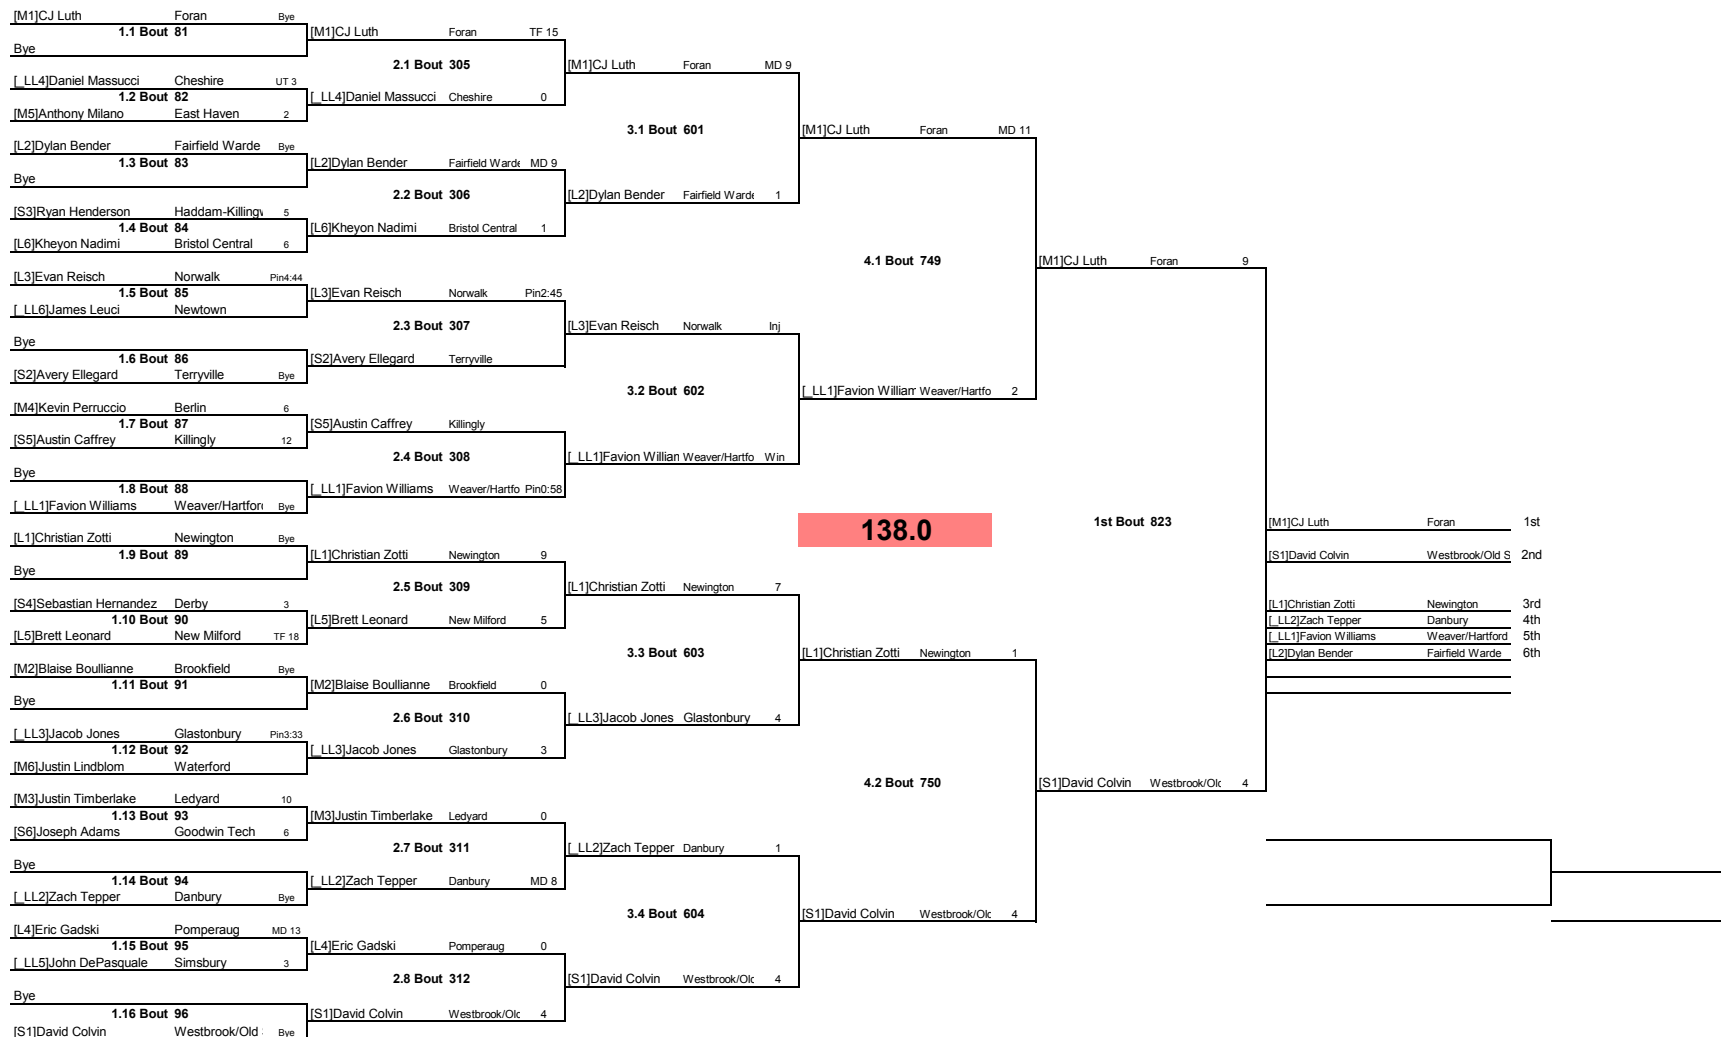 [M1]CJ Luth Foran Bye
1.1 Bout 81
Bye
[_LL4]Daniel Massucci Cheshire UT 3
1.2 Bout 82
[M5]Anthony Milano East Haven 2
[L2]Dylan Bender Fairfield Warde Bye
1.3 Bout 83
Bye
[S3]Ryan Henderson Haddam-Killingw 5
1.4 Bout 84
[L6]Kheyon Nadimi Bristol Central 6
[L3]Evan Reisch Norwalk Pin4:44
1.5 Bout 85
[_LL6]James Leuci Newtown
Bye
1.6 Bout 86
[S2]Avery Ellegard Terryville Bye
[M4]Kevin Perruccio Berlin 6
1.7 Bout 87
[S5]Austin Caffrey Killingly 12
Bye
1.8 Bout 88
[_LL1]Favion Williams Weaver/Hartford Bye
[L1]Christian Zotti Newington Bye
1.9 Bout 89
Bye
[S4]Sebastian Hernandez Derby 3
1.10 Bout 90
[L5]Brett Leonard New Milford TF 18
[M2]Blaise Boullianne Brookfield Bye
1.11 Bout 91
Bye
[_LL3]Jacob Jones Glastonbury Pin3:33
1.12 Bout 92
[M6]Justin Lindblom Waterford
[M3]Justin Timberlake Ledyard 10
1.13 Bout 93
[S6]Joseph Adams Goodwin Tech 6
Bye
1.14 Bout 94
[_LL2]Zach Tepper Danbury Bye
[L4]Eric Gadski Pomperaug MD 13
1.15 Bout 95
[_LL5]John DePasquale Simsbury 3
Bye
1.16 Bout 96
[S1]David Colvin Westbrook/Old Bye
[M1]CJ Luth Foran TF 15
2.1 Bout 305
[_LL4]Daniel Massucci Cheshire 0
[L2]Dylan Bender Fairfield Warde MD 9
2.2 Bout 306
[L6]Kheyon Nadimi Bristol Central 1
[L3]Evan Reisch Norwalk Pin2:45
2.3 Bout 307
[S2]Avery Ellegard Terryville
[S5]Austin Caffrey Killingly
2.4 Bout 308
[_LL1]Favion Williams Weaver/Hartfo Pin0:58
[L1]Christian Zotti Newington 9
2.5 Bout 309
[L5]Brett Leonard New Milford 5
[M2]Blaise Boullianne Brookfield 0
2.6 Bout 310
[_LL3]Jacob Jones Glastonbury 3
[M3]Justin Timberlake Ledyard 0
2.7 Bout 311
[_LL2]Zach Tepper Danbury MD 8
[L4]Eric Gadski Pomperaug 0
2.8 Bout 312
[S1]David Colvin Westbrook/Old 4
[M1]CJ Luth Foran MD 9
3.1 Bout 601
[L2]Dylan Bender Fairfield Warde 1
[L3]Evan Reisch Norwalk Inj
3.2 Bout 602
[_LL1]Favion William Weaver/Hartfo Win
[L1]Christian Zotti Newington 7
3.3 Bout 603
[_LL3]Jacob Jones Glastonbury 4
[_LL2]Zach Tepper Danbury 1
3.4 Bout 604
[S1]David Colvin Westbrook/Old 4
[M1]CJ Luth Foran MD 11
4.1 Bout 749
[_LL1]Favion William Weaver/Hartfo 2
138.0
[L1]Christian Zotti Newington 1
4.2 Bout 750
[S1]David Colvin Westbrook/Old 4
[M1]CJ Luth Foran 9
1st Bout 823
[S1]David Colvin Westbrook/Old 4
[M1]CJ Luth Foran 1st
[S1]David Colvin Westbrook/Old S 2nd
[L1]Christian Zotti Newington 3rd
[_LL2]Zach Tepper Danbury 4th
[_LL1]Favion Williams Weaver/Hartford 5th
[L2]Dylan Bender Fairfield Warde 6th